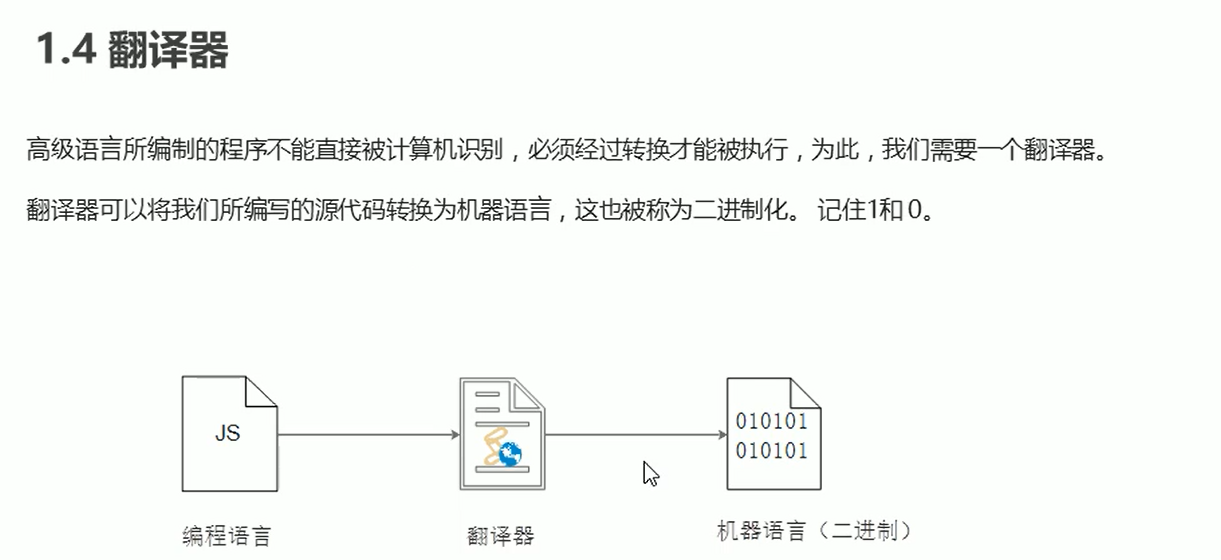 1.4 翻译器
高级语言所编制的程序不能直接被计算机识别，必须经过转换才能被执行，为此，我们需要一个翻译器。
翻译器可以将我们所编写的源代码转换为机器语言，这也被称为二进制化。 记住1和 0。
JS
010101
010101
编程语言
翻译器
机器语言（二进制）